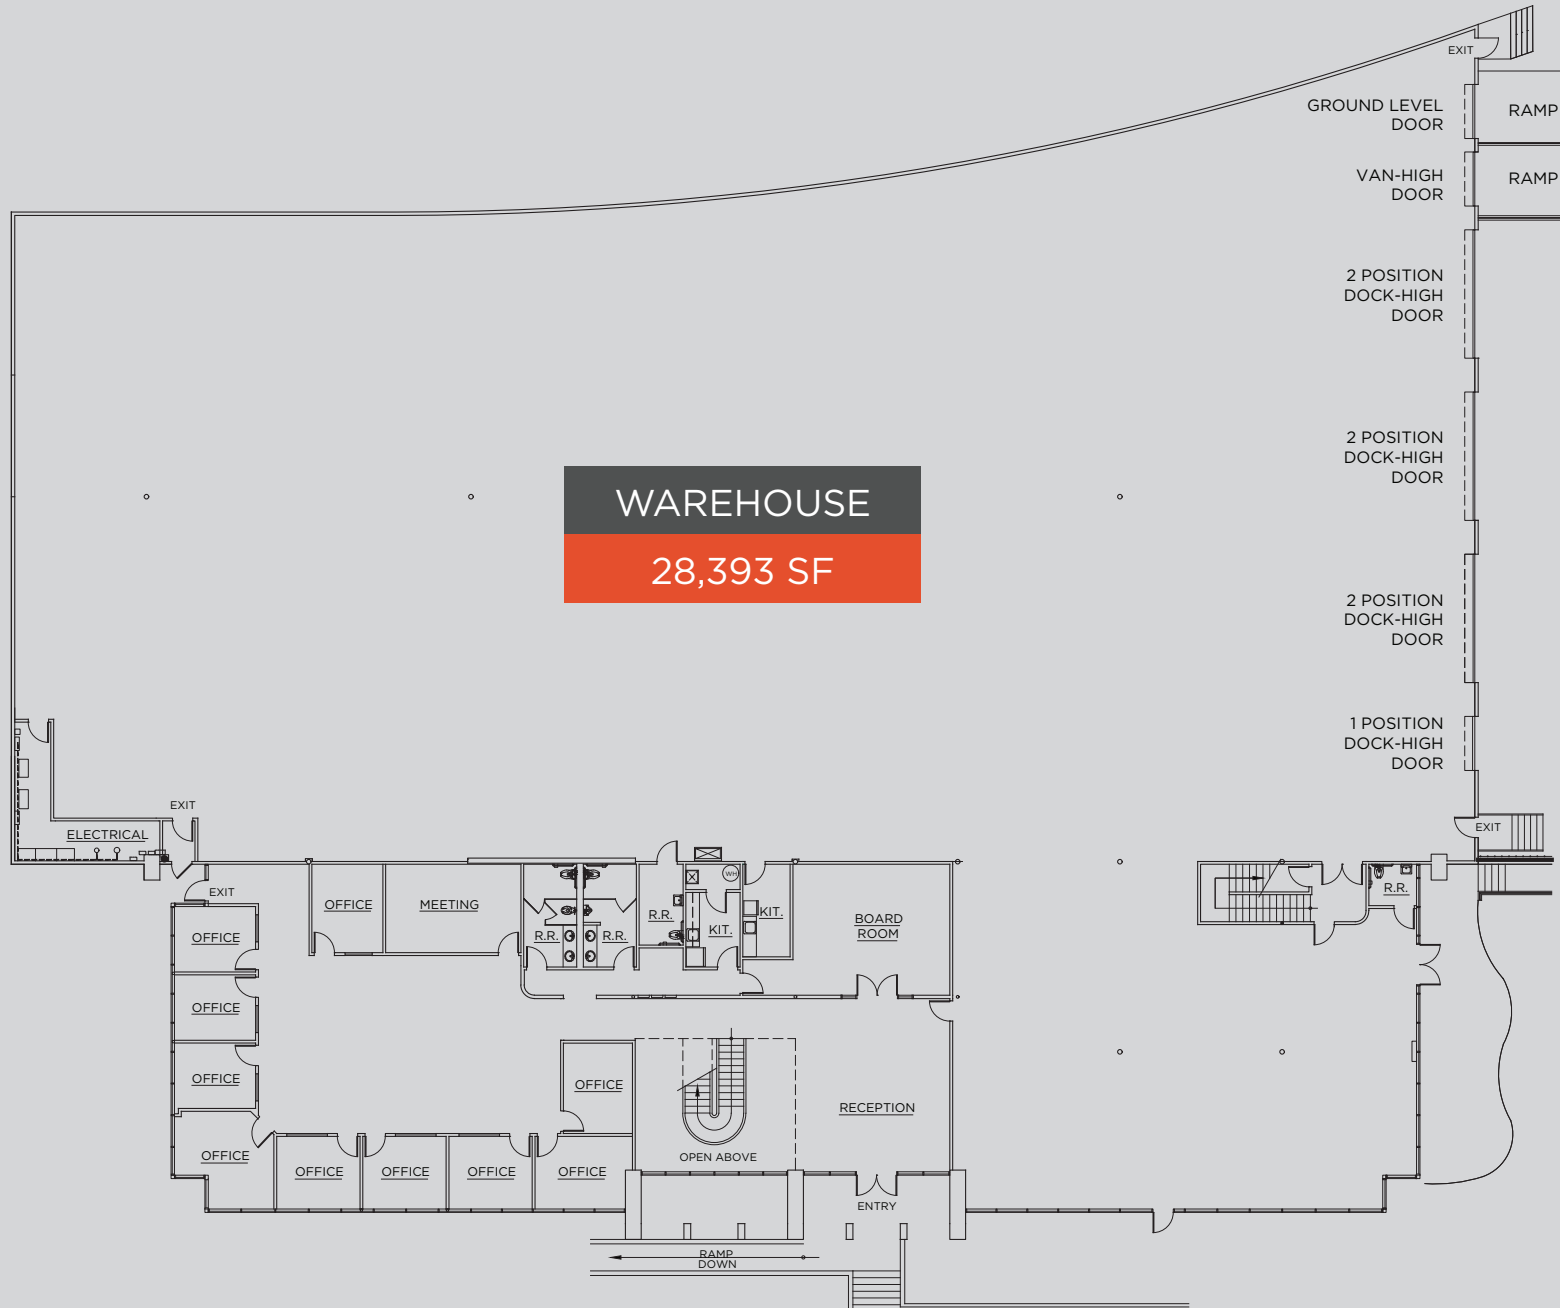 EXIT
GROUND LEVEL
DOOR
RAMP
VAN-HIGH
DOOR
RAMP
2 POSITION
DOCK-HIGH
DOOR
2 POSITION
DOCK-HIGH
DOOR
WAREHOUSE
28,393 SF
2 POSITION
DOCK-HIGH
DOOR
1 POSITION
DOCK-HIGH
DOOR
EXIT
ELECTRICAL
EXIT
EXIT
OFFICE
MEETING
R.R.
R.R.
R.R.
WH
KIT.
KIT.
BOARD
ROOM
R.R.
OFFICE
OFFICE
OFFICE
OFFICE
OFFICE
OFFICE
OFFICE
OFFICE
OFFICE
RECEPTION
OPEN ABOVE
ENTRY
RAMP
DOWN